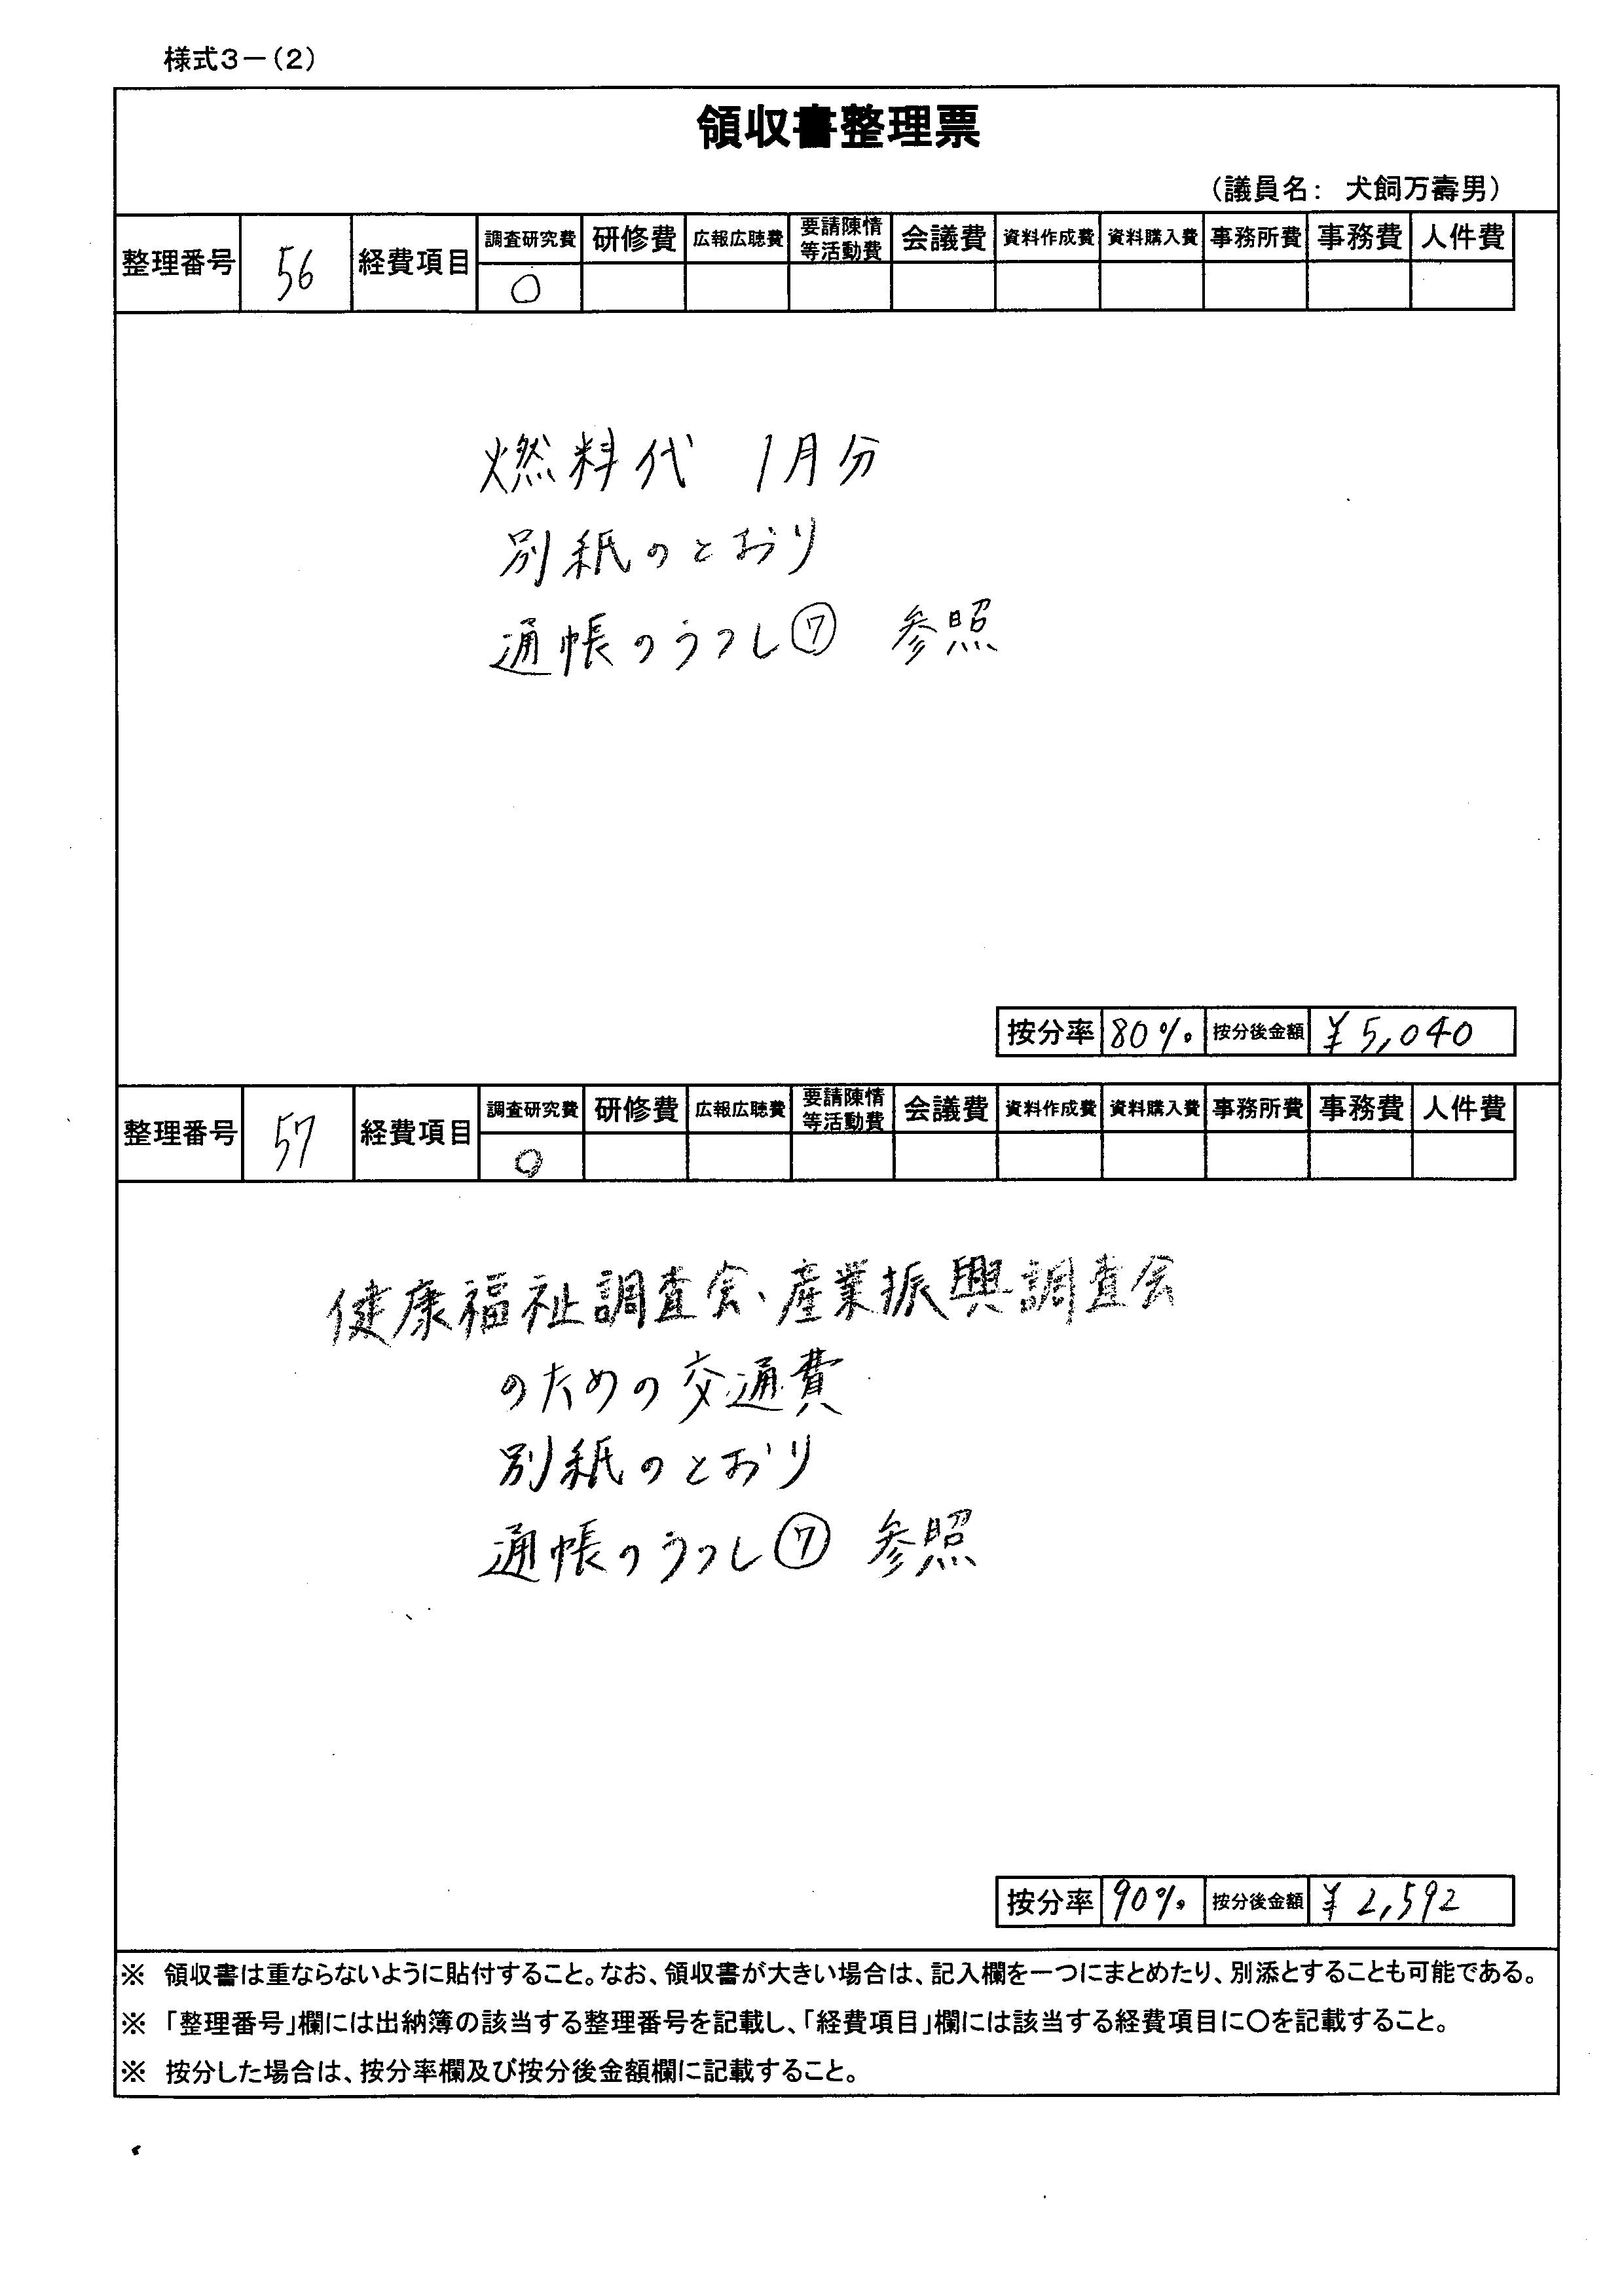 様式3－(2)
領収書整理票
(議員名： 犬飼万壽男)
整理番号 56 経費項目 調査研究費 研修費 広報広聴費 要請陳情等活動費 会議費 資料作成費 資料購入費 事務所費 事務費 人件費
○
燃料代 1月分
別紙のとおり
通帳のうつし⑦ 参照
按分率 80% 按分後金額 ¥5,040
整理番号 57 経費項目 調査研究費 研修費 広報広聴費 要請陳情等活動費 会議費 資料作成費 資料購入費 事務所費 事務費 人件費
○
健康福祉調査会、産業振興調査会
のための交通費
別紙のとおり
通帳のうつし⑦ 参照
按分率 90% 按分後金額 ¥2,592
※ 領収書は重ならないように貼付すること。なお、領収書が大きい場合は、記入欄を一つにまとめたり、別添とすることも可能である。
※ 「整理番号」欄には出納簿の該当する整理番号を記載し、「経費項目」欄には該当する経費項目に○を記載すること。
※ 按分した場合は、按分率欄及び按分後金額欄に記載すること。